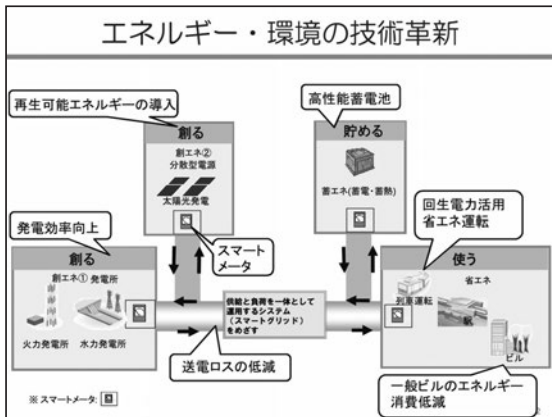 エネルギー・環境の技術革新
再生可能エネルギーの導入
創る
創エネ②
分散型電源
太陽光発電
高性能蓄電池
貯める
蓄エネ(蓄電・蓄熱)
発電効率向上
創る
創エネ① 発電所
火力発電所
水力発電所
スマート
メータ
回生電力活用
省エネ運転
使う
省エネ
列車運転
駅
ビル
供給と負荷を一体として
運用するシステム
(スマートグリッド)
をめざす
送電ロスの低減
一般ビルのエネルギー
消費低減
※ スマートメータ: